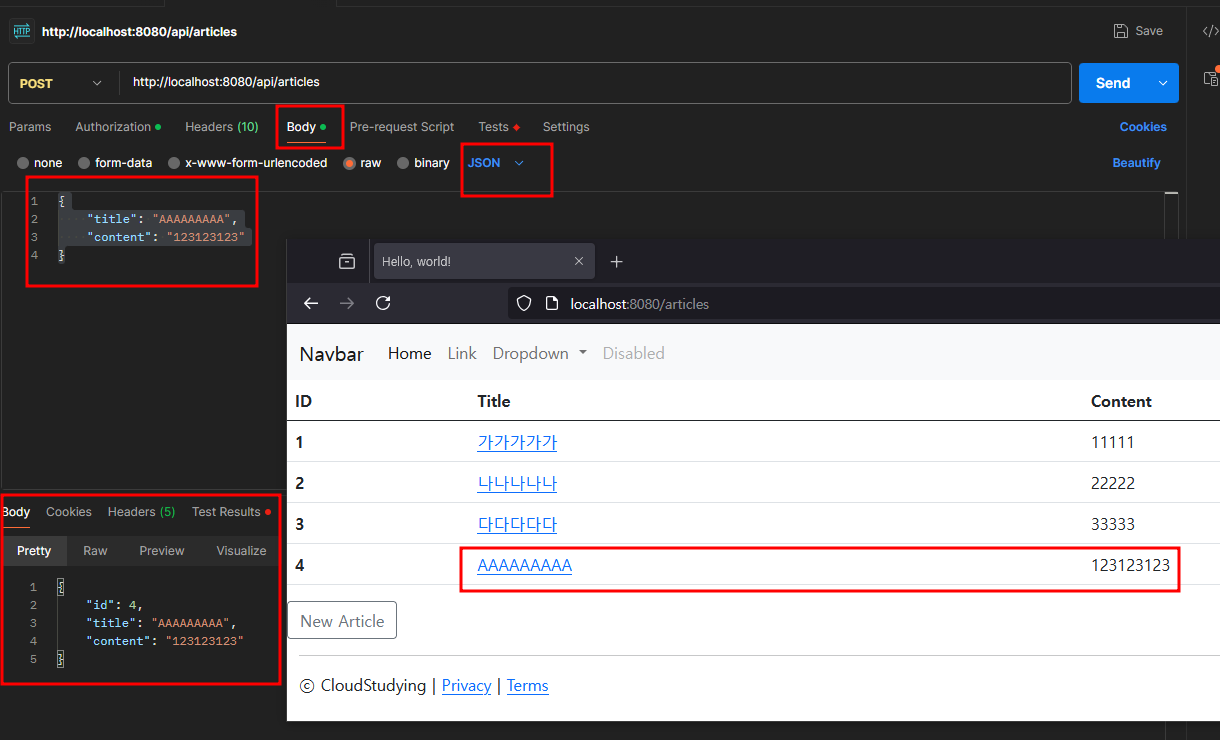 HTTP http://localhost:8080/api/articles Save </>
POST http://localhost:8080/api/articles Send
Params Authorization Headers (10) Body Pre-request Script Tests Settings Cookies
none form-data x-www-form-urlencoded raw binary JSON Beautify
1 {
2 "title": "AAAAAAAAA",
3 "content": "123123123"
4 }
Hello, world!
localhost:8080/articles
Navbar Home Link Dropdown Disabled
ID Title Content
1 가가가가가 11111
2 나나나나나 22222
3 다다다다다 33333
4 AAAAAAAAA 123123123
New Article
© CloudStudying | Privacy | Terms
Body Cookies Headers (5) Test Results
Pretty Raw Preview Visualize
1 {
2 "id": 4,
3 "title": "AAAAAAAAA",
4 "content": "123123123"
5 }